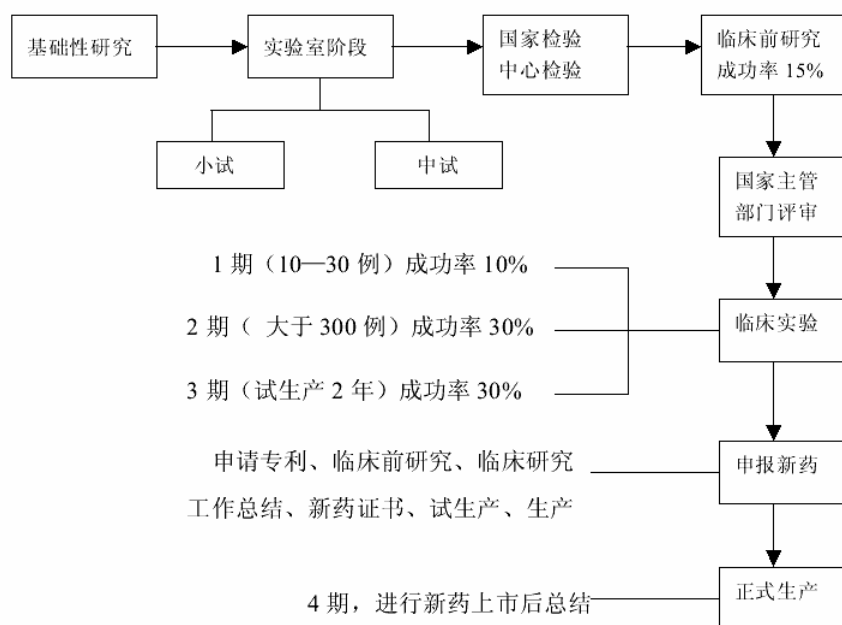 基础性研究
实验室阶段
国家检验
中心检验
临床前研究
成功率 15%
小试
中试
国家主管
部门评审
1 期（10—30 例）成功率 10%
2 期（ 大于 300 例）成功率 30%
临床实验
3 期（试生产 2 年）成功率 30%
申请专利、临床前研究、临床研究
工作总结、新药证书、试生产、生产
申报新药
正式生产
4 期，进行新药上市后总结